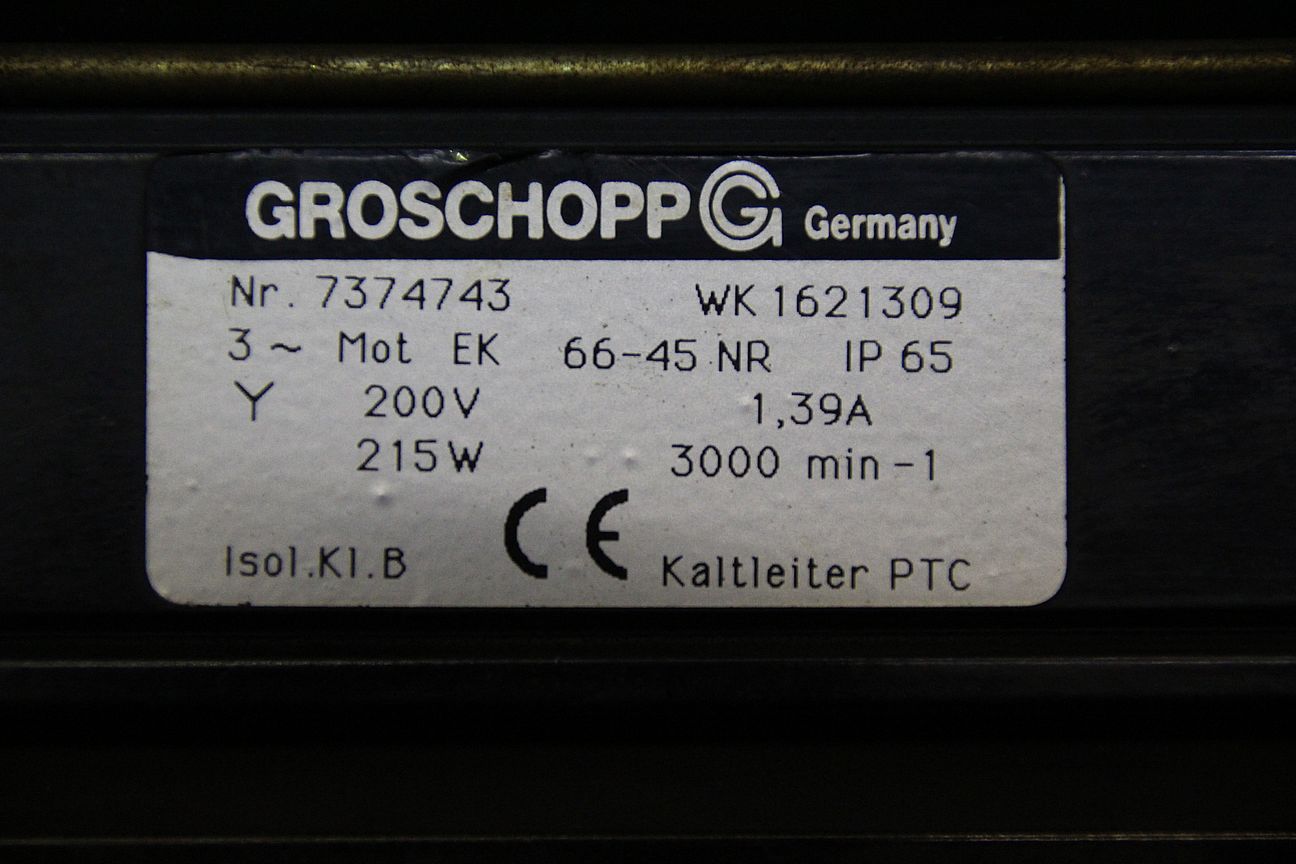 GROSCHOPP G Germany
Nr. 7374743 WK 1621309
3 ~ Mot EK 66-45 NR IP 65
Y 200V 1,39A
215W 3000 min -1
CE
Isol.Kl.B Kaltleiter PTC